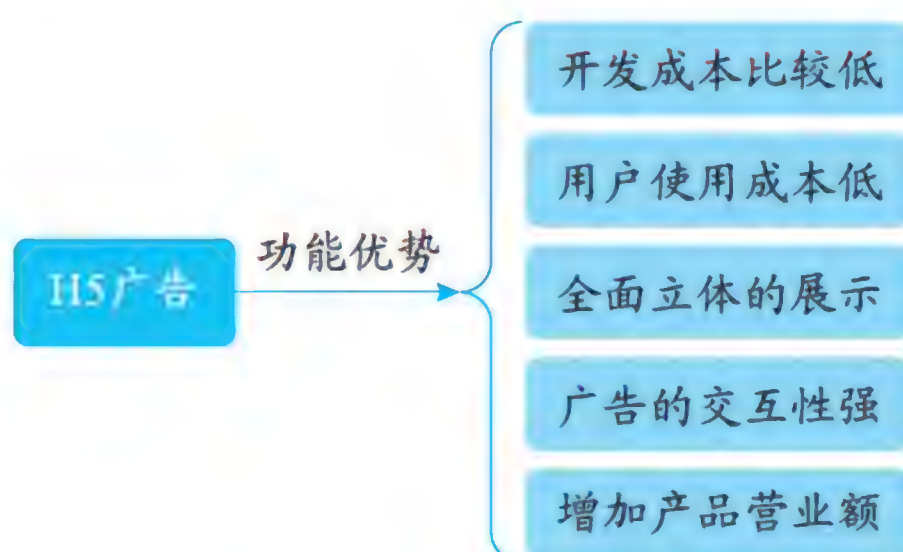 开发成本比较低
用户使用成本低
功能优势
H5广告
全面立体的展示
广告的交互性强
增加产品营业额